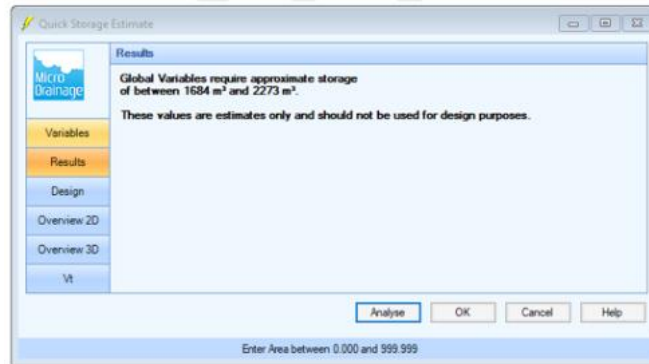 Quick Storage Estimate
Micro
Drainage
Results
Global Variables require approximate storage
of between 1684 m³ and 2273 m³.
These values are estimates only and should not be used for design purposes.
Variables
Results
Design
Overview 2D
Overview 3D
Vt
Analyse
OK
Cancel
Help
Enter Area between 0.000 and 999.999